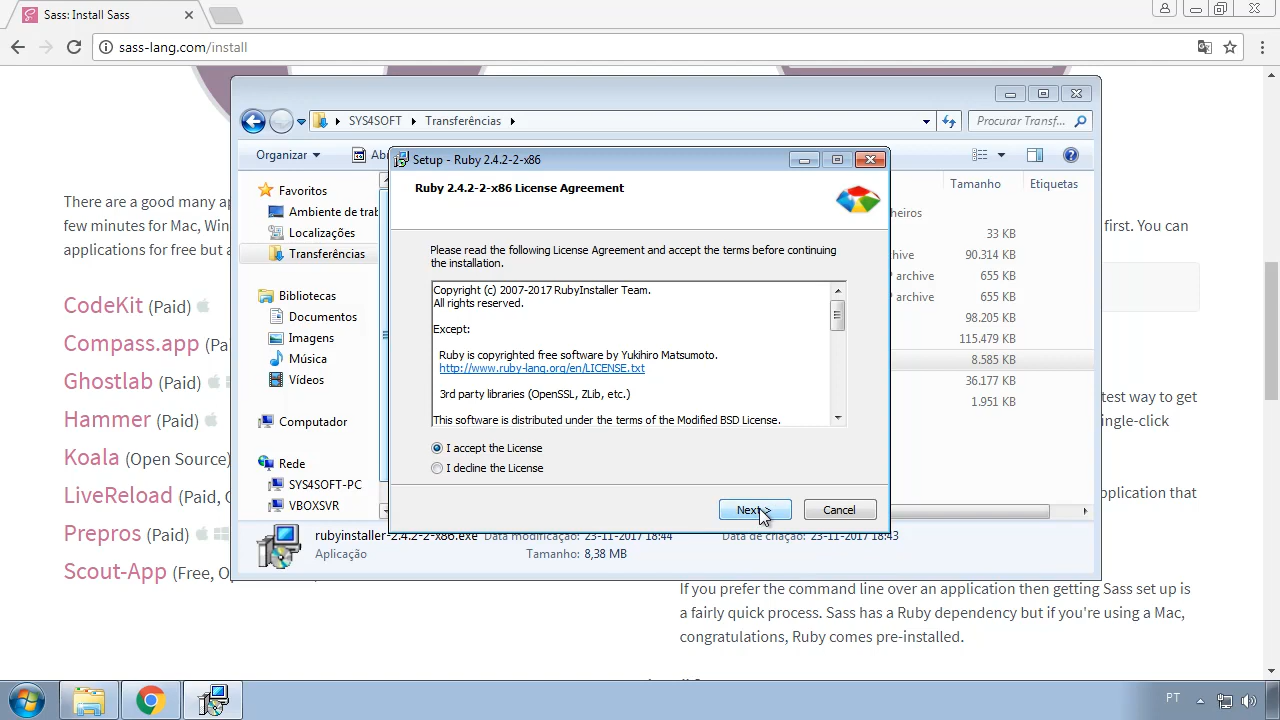 Sass: Install Sass
sass-lang.com/install
SYS4SOFT
Transferências
Procurar Transf...
Organizar
Setup - Ruby 2.4.2-2-x86
Ruby 2.4.2-2-x86 License Agreement
Please read the following License Agreement and accept the terms before continuing
the installation.
Copyright (c) 2007-2017 RubyInstaller Team.
All rights reserved.
Except:
Ruby is copyrighted free software by Yukihiro Matsumoto.
http://www.ruby-lang.org/en/LICENSE.txt
3rd party libraries (OpenSSL, ZLib, etc.)
This software is distributed under the terms of the Modified BSD License.
I accept the License
I decline the License
Next >
Cancel
Favoritos
Ambiente de trab
Localizações
Transferências
Bibliotecas
Documentos
Imagens
Música
Vídeos
Computador
Rede
SYS4SOFT-PC
VBOXSVR
Tamanho
Etiquetas
heiros
33 KB
archive 90.314 KB
P archive 655 KB
P archive 655 KB
98.205 KB
115.479 KB
8.585 KB
36.177 KB
1.951 KB
rubyinstaller-2.4.2-2-x86.exe Data modificação: 23-11-2017 18:44 Data de criação: 23-11-2017 18:43
Aplicação Tamanho: 8,38 MB
There are a good many ap
few minutes for Mac, Win
applications for free but a
CodeKit (Paid)
Compass.app (Pa
Ghostlab (Paid)
Hammer (Paid)
Koala (Open Source)
LiveReload (Paid, O
Prepros (Paid)
Scout-App (Free, O
first. You can
test way to get
ingle-click
pplication that
If you prefer the command line over an application then getting Sass set up is
a fairly quick process. Sass has a Ruby dependency but if you're using a Mac,
congratulations, Ruby comes pre-installed.
PT